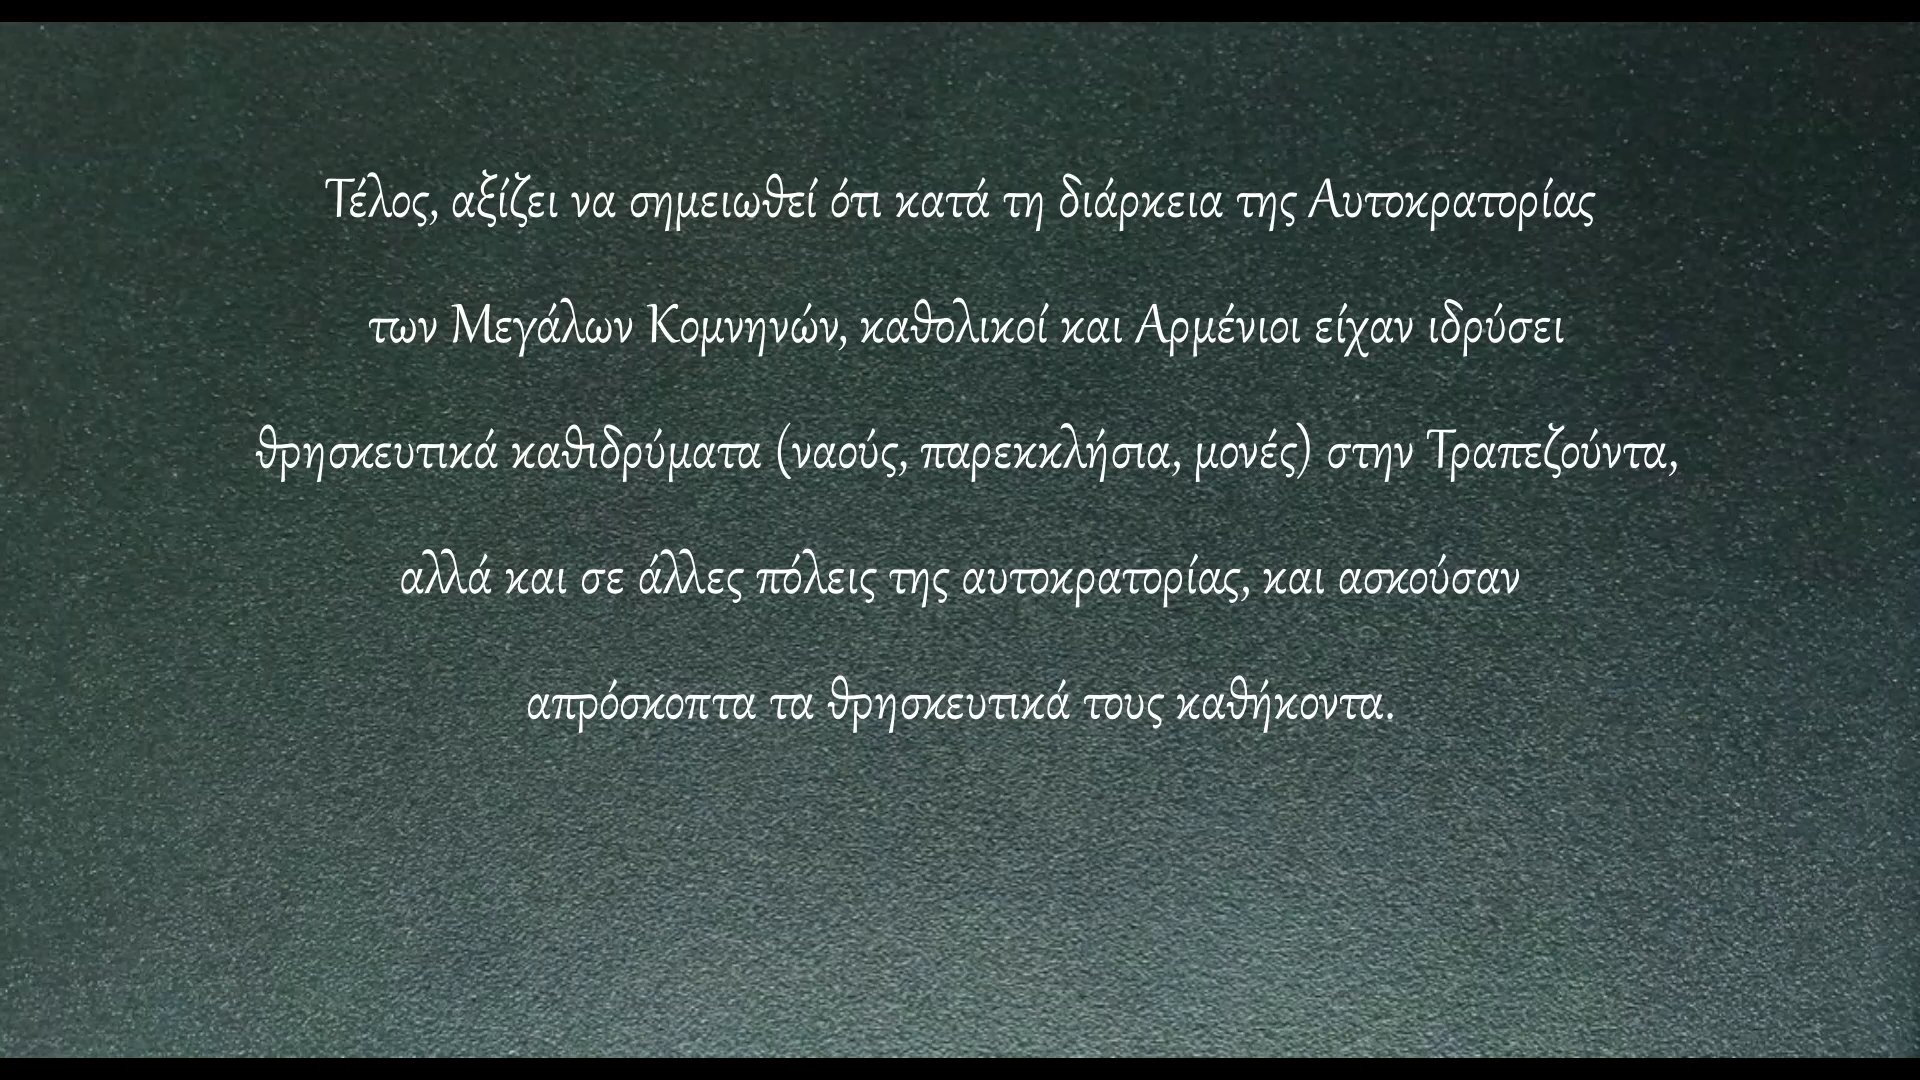 Τέλος, αξίζει να σημειωθεί ότι κατά τη διάρκεια της Αυτοκρατορίας
των Μεγάλων Κομνηνών, καθολικοί και Αρμένιοι είχαν ιδρύσει
θρησκευτικά καθιδρύματα (ναούς, παρεκκλήσια, μονές) στην Τραπεζούντα,
αλλά και σε άλλες πόλεις της αυτοκρατορίας, και ασκούσαν
απρόσκοπτα τα θρησκευτικά τους καθήκοντα.